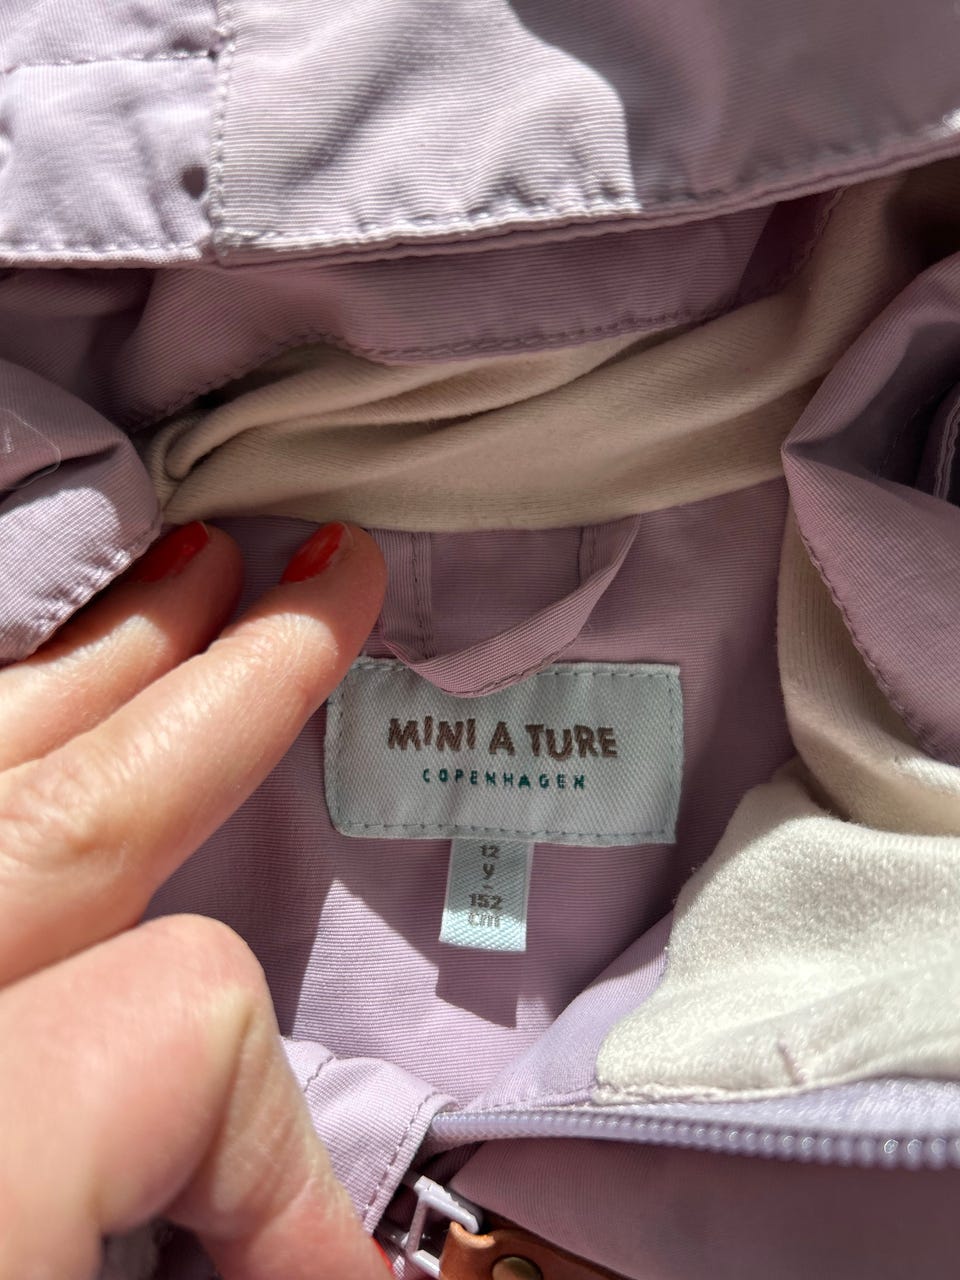 MINI A TURE
COPENHAGEN
12
y
-
152
cm